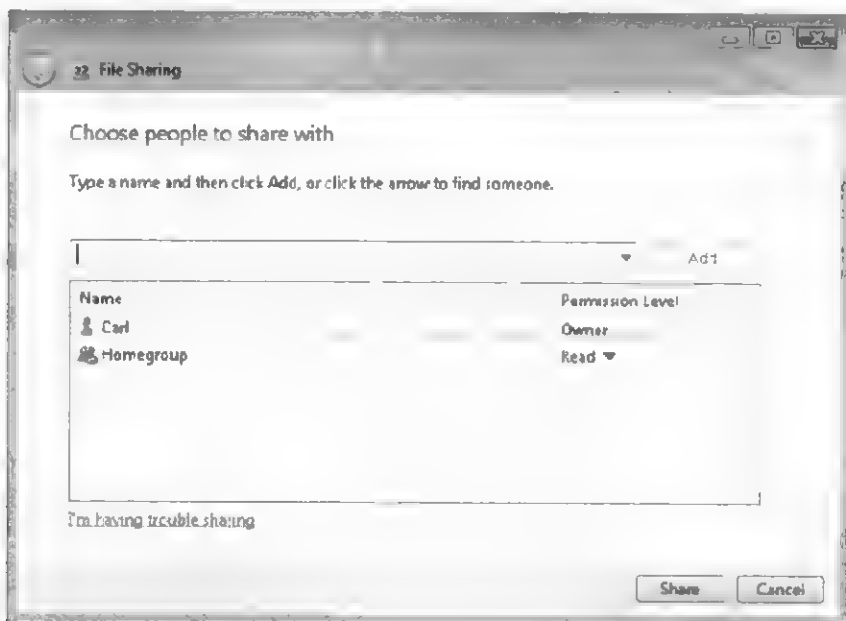 File Sharing
Choose people to share with
Type a name and then click Add, or click the arrow to find someone.
Add
Name Permission Level
Carl Owner
Homegroup Read
I'm having trouble sharing
Share Cancel